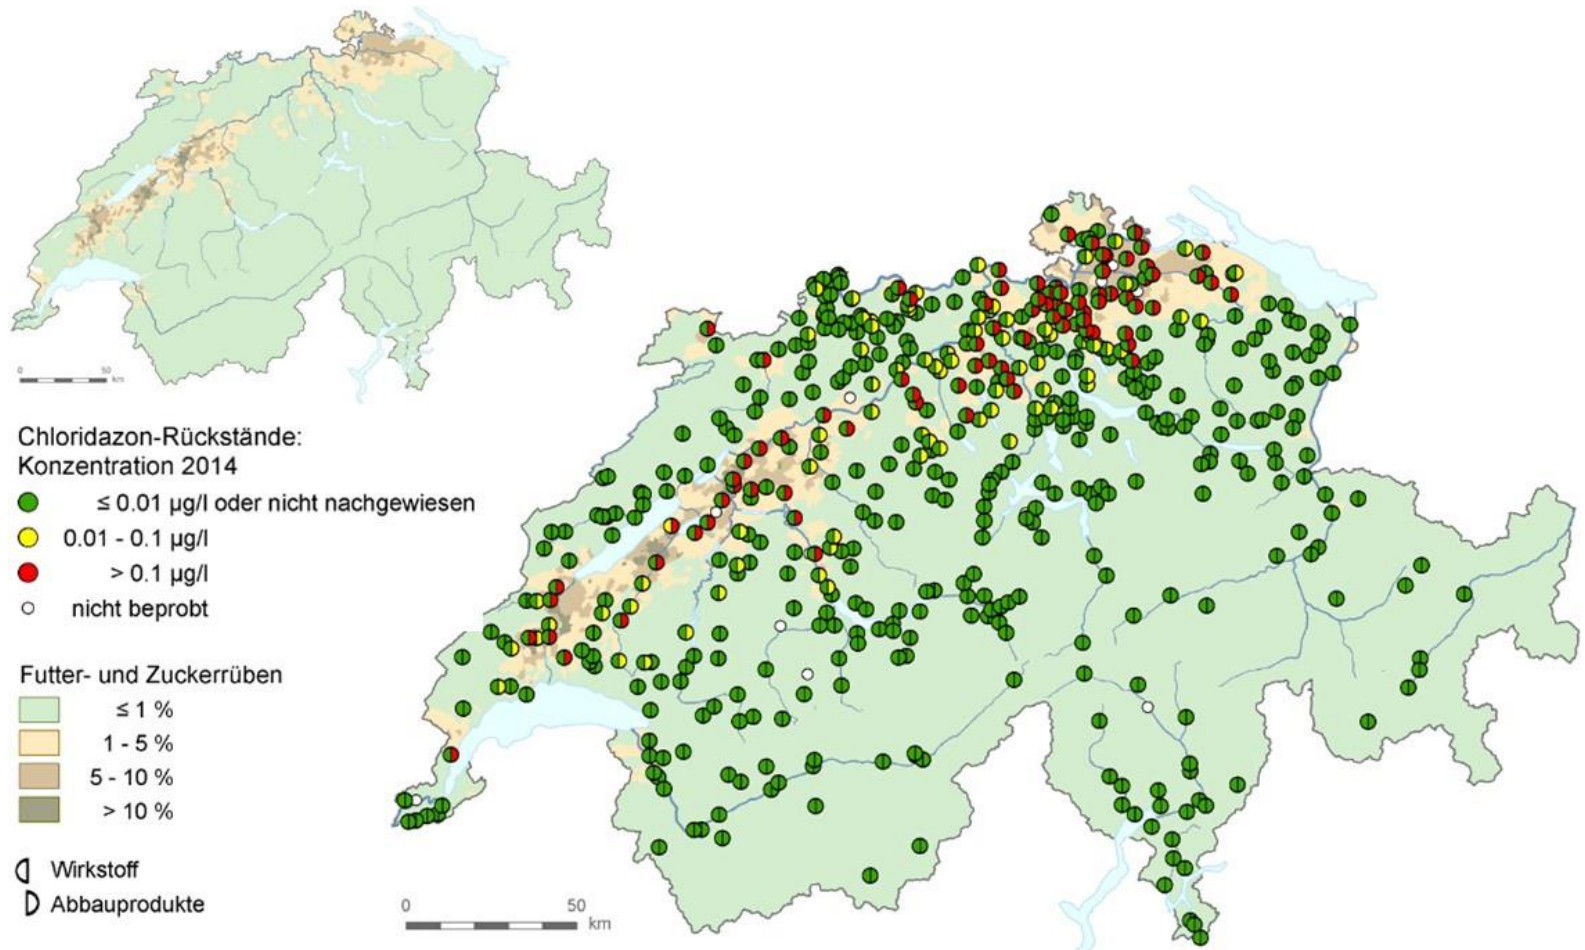 0
50
km
Chloridazon-Rückstände:
Konzentration 2014
≤ 0.01 µg/l oder nicht nachgewiesen
0.01 - 0.1 µg/l
> 0.1 µg/l
nicht beprobt
Futter- und Zuckerrüben
≤ 1 %
1 - 5 %
5 - 10 %
> 10 %
Wirkstoff
Abbauprodukte
0
50
km